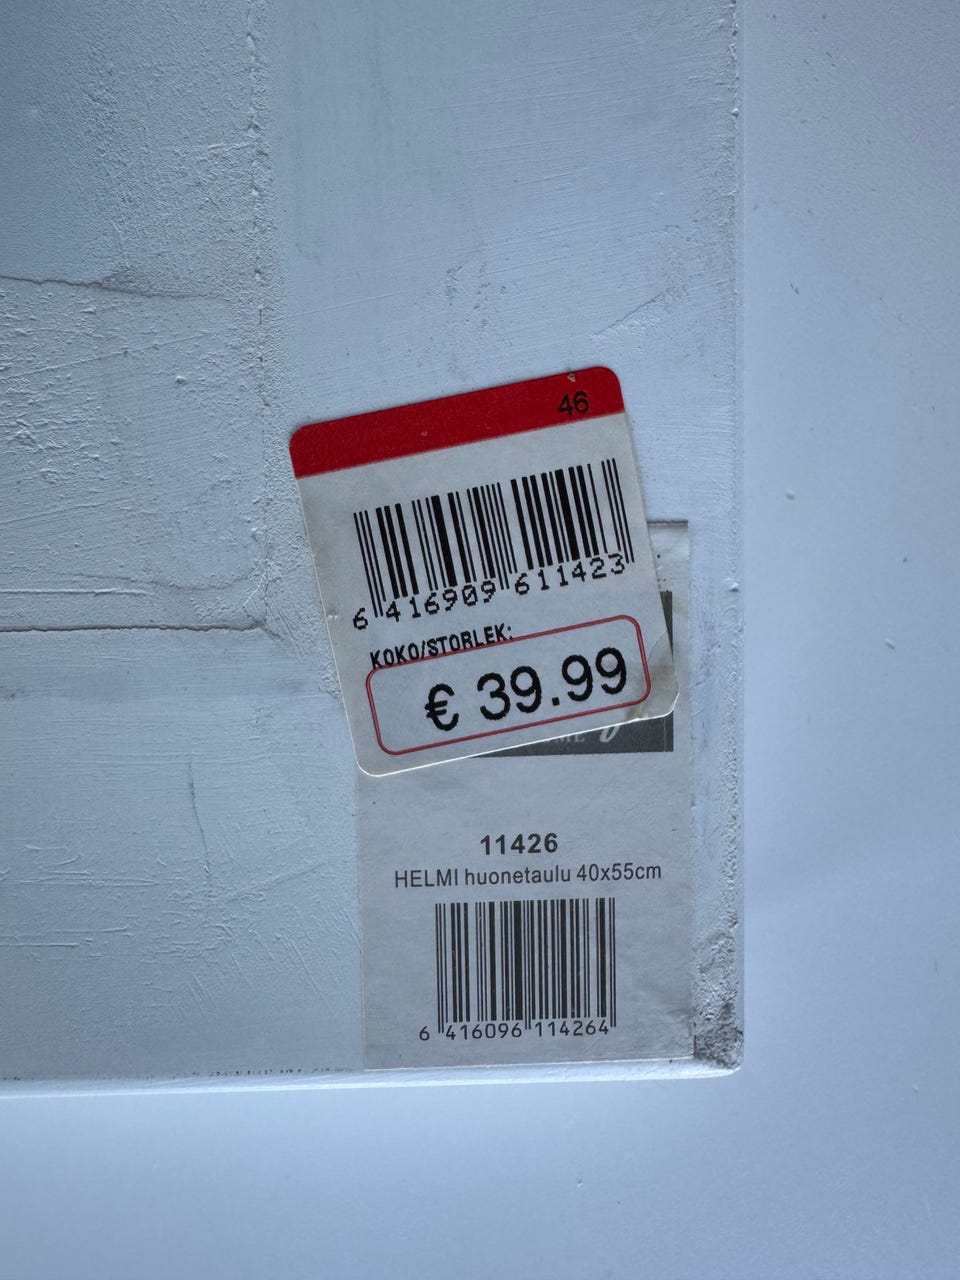 46
6 416909 611423
KOKO/STORLEK:
€ 39.99
11426
HELMI huonetaulu 40x55cm
6 416096 114264